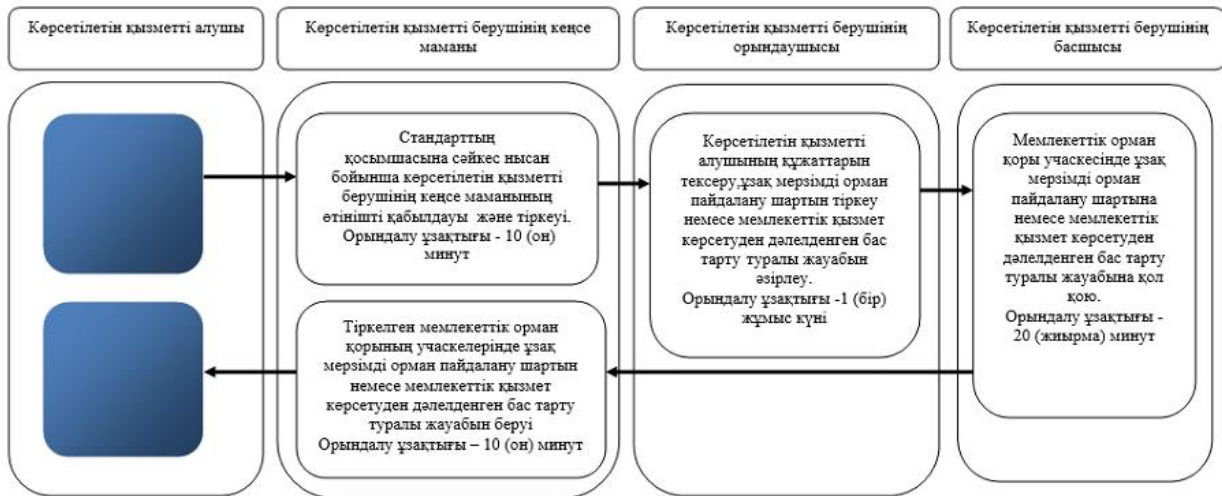 Көрсетілетін қызметті алушы
Көрсетілетін қызметті берушінің кеңсе
маманы
Көрсетілетін қызметті берушінің
орындаушысы
Көрсетілетін қызметті берушінің
басшысы
Стандарттың
қосымшасына сәйкес нысан
бойынша көрсетілетін қызметті
берушінің кеңсе маманының
өтінішті қабылдауы және тіркеуі.
Орындалу ұзақтығы - 10 (он)
минут
Көрсетілетін қызметті
алушының құжаттарын
тексеру,ұзақ мерзімді орман
пайдалану шартын тіркеу
немесе мемлекеттік қызмет
көрсетуден дәлелденген бас
тарту туралы жауабын
әзірлеу.
Орындалу ұзақтығы -1 (бір)
жұмыс күні
Мемлекеттік орман
қоры учаскесінде ұзақ
мерзімді орман
пайдалану шартына
немесе мемлекеттік
қызмет көрсетуден
дәлелденген бас тарту
туралы жауабына қол
қою.
Орындалу ұзақтығы -
20 (жиырма) минут
Тіркелген мемлекеттік орман
қорының учаскелерінде ұзақ
мерзімді орман пайдалану шартын
немесе мемлекеттік қызмет
көрсетуден дәлелденген бас тарту
туралы жауабын беруі
Орындалу ұзақтығы – 10 (он) минут